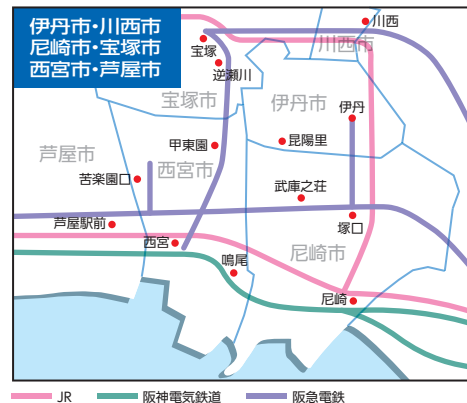 伊丹市・川西市
尼崎市・宝塚市
西宮市・芦屋市
川西
川西市
宝塚
逆瀬川
宝塚市
伊丹市
伊丹
甲東園
昆陽里
芦屋市
西宮市
苦楽園口
武庫之荘
芦屋駅前
塚口
西宮
尼崎市
鳴尾
尼崎
JR
阪神電気鉄道
阪急電鉄